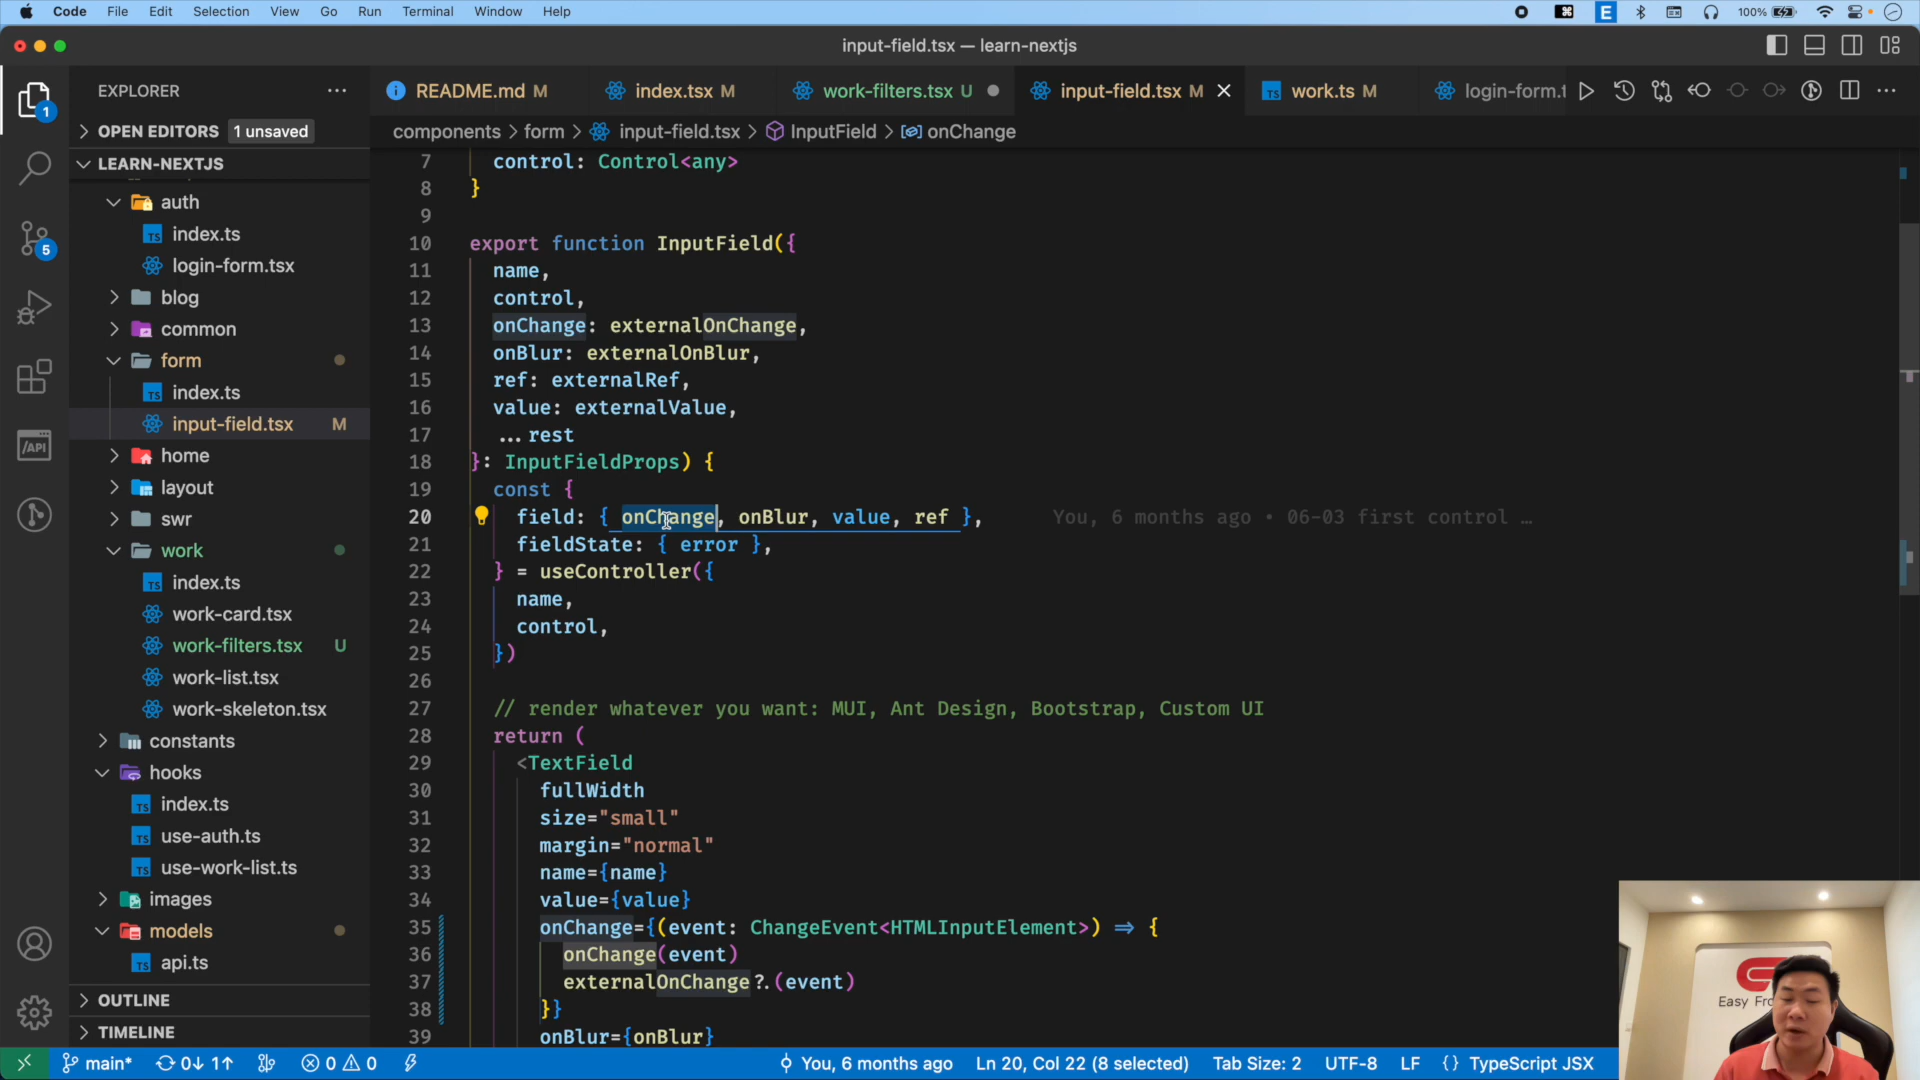 Code File Edit Selection View Go Run Terminal Window Help
E 100%
input-field.tsx — learn-nextjs
EXPLORER
README.md M
index.tsx M
work-filters.tsx U
input-field.tsx M
work.ts M
login-form.t
OPEN EDITORS 1 unsaved
components > form > input-field.tsx > InputField > onChange
LEARN-NEXTJS
auth
index.ts
login-form.tsx
blog
common
form
index.ts
input-field.tsx M
home
layout
swr
work
index.ts
work-card.tsx
work-filters.tsx U
work-list.tsx
work-skeleton.tsx
constants
hooks
index.ts
use-auth.ts
use-work-list.ts
images
models
api.ts
OUTLINE
TIMELINE
1
5
/API
7 control: Control<any>
8 }
9
10 export function InputField({
11 name,
12 control,
13 onChange: externalOnChange,
14 onBlur: externalOnBlur,
15 ref: externalRef,
16 value: externalValue,
17 ...rest
18 }: InputFieldProps) {
19 const {
20 field: { onChange, onBlur, value, ref }, You, 6 months ago • 06-03 first control …
21 fieldState: { error },
22 } = useController({
23 name,
24 control,
25 })
26
27 // render whatever you want: MUI, Ant Design, Bootstrap, Custom UI
28 return (
29 <TextField
30 fullWidth
31 size="small"
32 margin="normal"
33 name={name}
34 value={value}
35 onChange={(event: ChangeEvent<HTMLInputElement>) => {
36 onChange(event)
37 externalOnChange?.(event)
38 }}
39 onBlur={onBlur}
Easy Fro
main* 0↓ 1↑ 0 0 You, 6 months ago Ln 20, Col 22 (8 selected) Tab Size: 2 UTF-8 LF {} TypeScript JSX